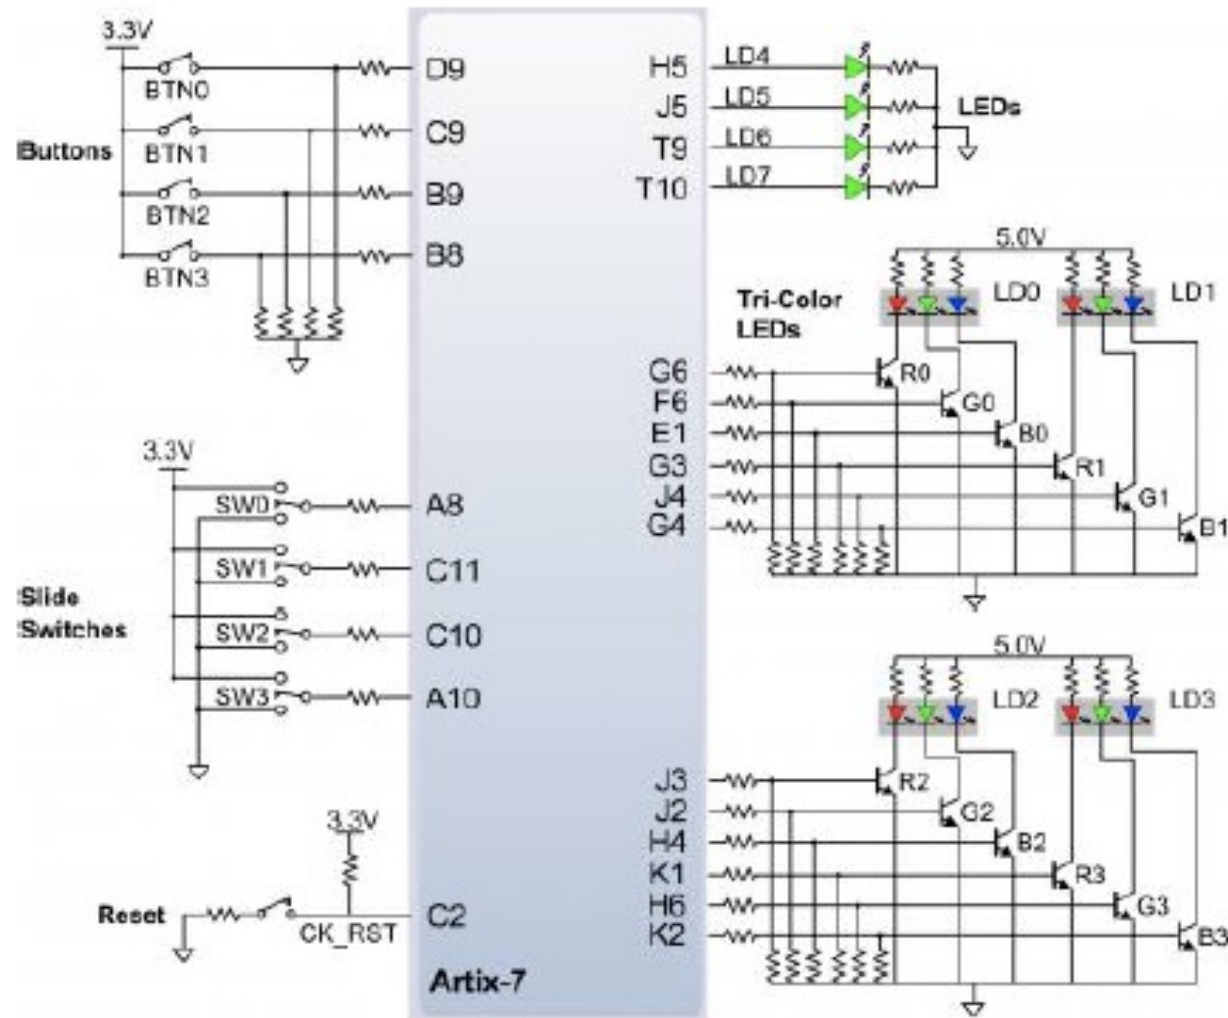 3.3V
BTN0
BTN1
BTN2
BTN3
Buttons
D9
C9
B9
B8
3.3V
SW0
SW1
SW2
SW3
Slide
Switches
A8
C11
C10
A10
3.3V
Reset
CK_RST
C2
Artix-7
H5
J5
T9
T10
LD4
LD5
LD6
LD7
LEDs
5.0V
Tri-Color
LEDs
LD0
LD1
G6
F6
E1
G3
J4
G4
R0
G0
B0
R1
G1
B1
5.0V
LD2
LD3
J3
J2
H4
K1
H6
K2
R2
G2
B2
R3
G3
B3